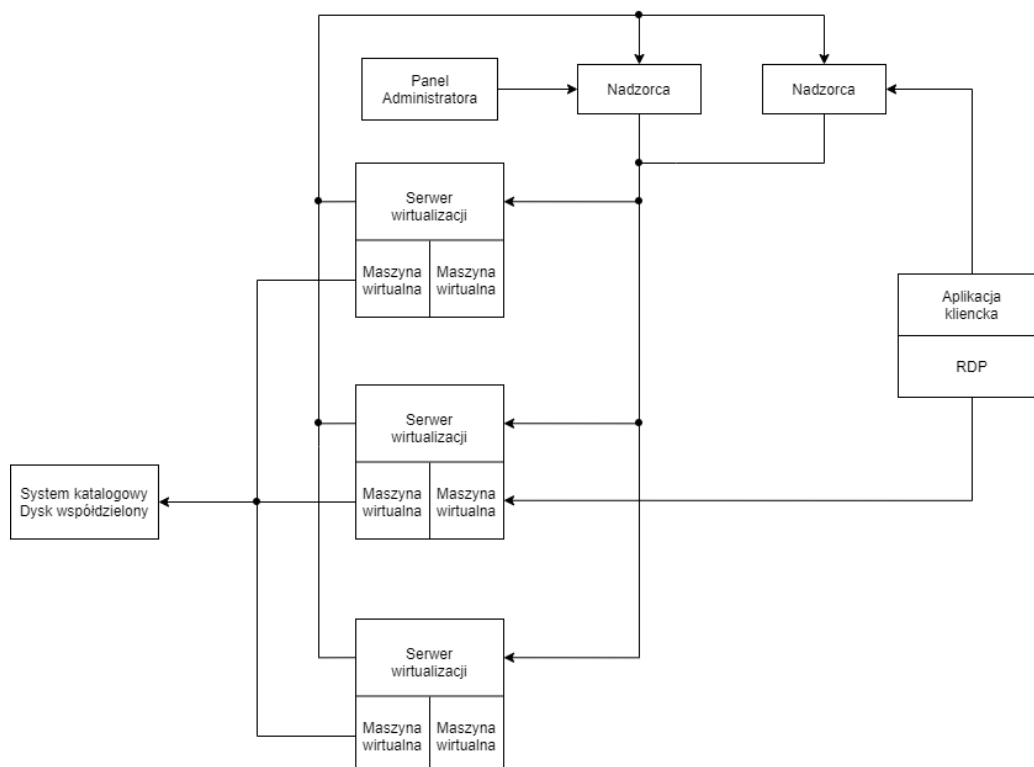 Panel
Administratora
Nadzorca
Nadzorca
Serwer
wirtualizacji
Maszyna
wirtualna
Maszyna
wirtualna
Aplikacja
kliencka
RDP
Serwer
wirtualizacji
Maszyna
wirtualna
Maszyna
wirtualna
System katalogowy
Dysk współdzielony
Serwer
wirtualizacji
Maszyna
wirtualna
Maszyna
wirtualna